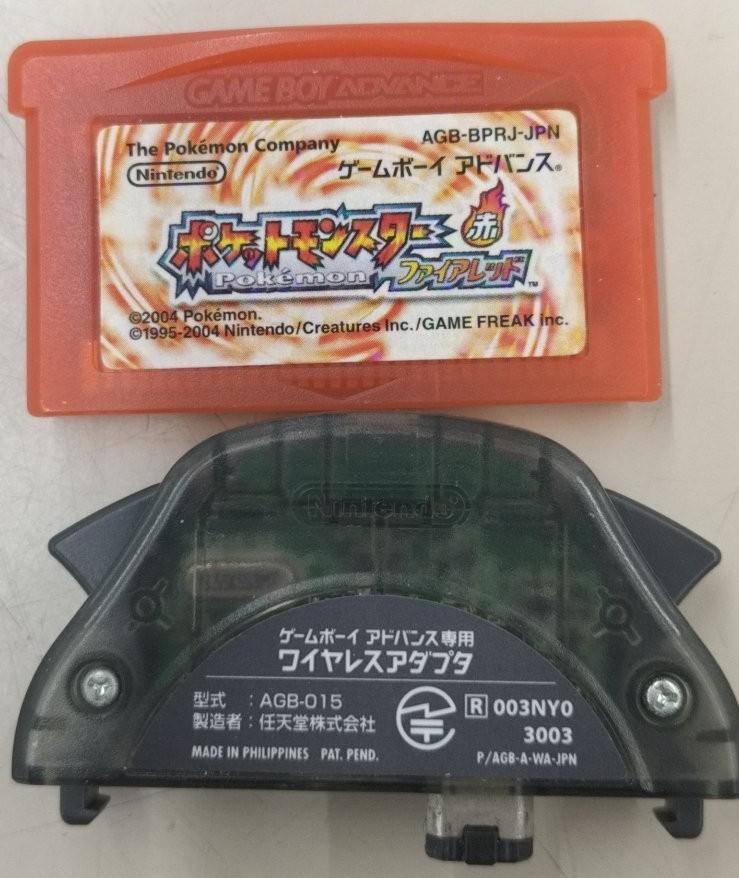 GAME BOY ADVANCE
The Pokémon Company
AGB-BPRJ-JPN
Nintendo®
ゲームボーイ アドバンス®
ポケットモンスター
赤
Pokémon
ファイアレッド™
©2004 Pokémon.
©1995-2004 Nintendo/Creatures Inc./GAME FREAK inc.
Nintendo®
ゲームボーイ アドバンス専用
ワイヤレスアダプタ
型式 : AGB-015
製造者 : 任天堂株式会社
R 003NY0
3003
MADE IN PHILIPPINES PAT. PEND.
P/AGB-A-WA-JPN